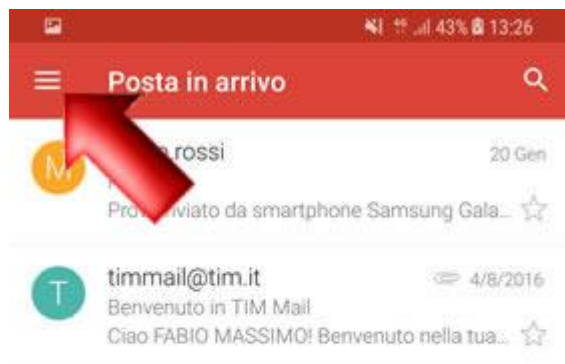 43% 13:26
Posta in arrivo
M rossi 20 Gen
inviato da smartphone Samsung Gala...
T timmail@tim.it 4/8/2016
Benvenuto in TIM Mail
Ciao FABIO MASSIMO! Benvenuto nella tua...